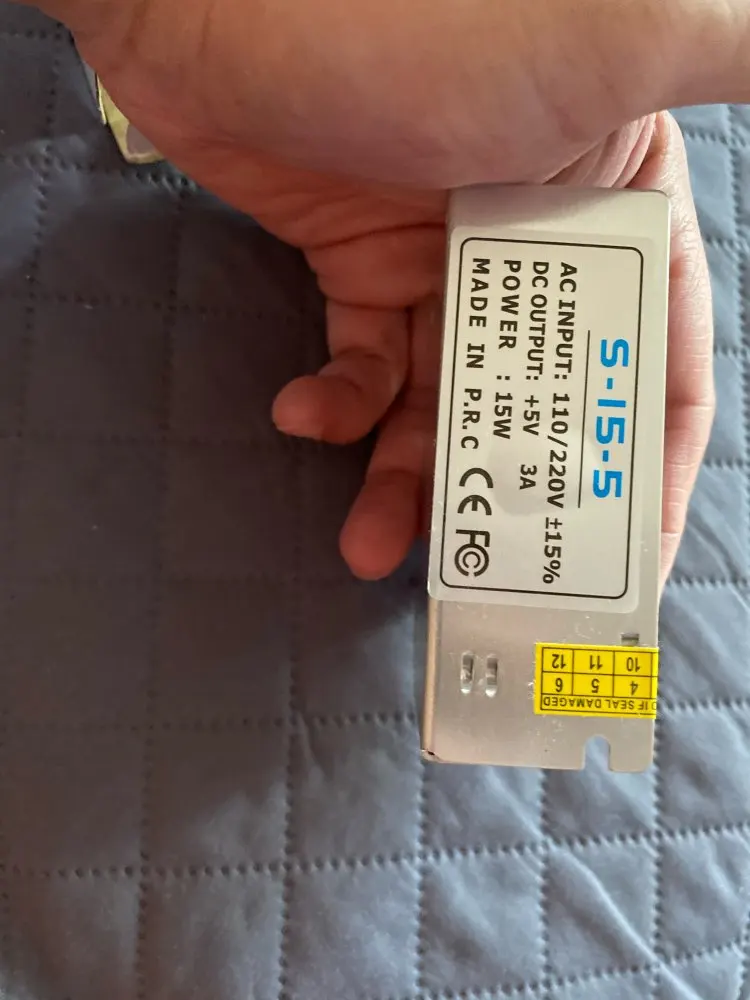 S-15-5
AC INPUT: 110/220V ±15%
DC OUTPUT: +5V 3A
POWER : 15W
MADE IN P.R.C CE FC
4 5 6
10 11 12
IF SEAL DAMAGED